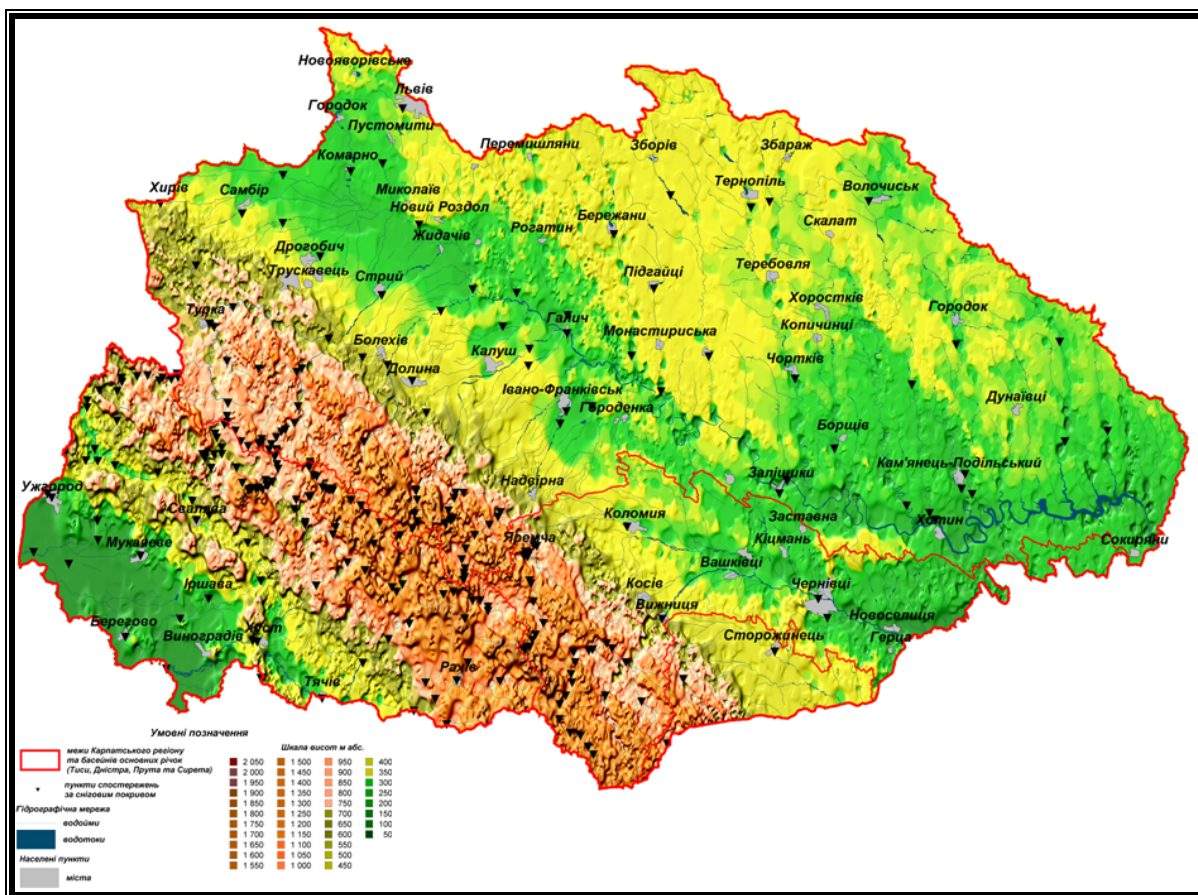 Новояворівське
Львів
Городок
Пустомити
Перемишляни
Зборів
Збараж
Комарно
Хирів
Самбір
Миколаїв
Новий Розділ
Тернопіль
Волочиськ
Жидачів
Рогатин
Бережани
Скалат
Дрогобич
Трускавець
Стрий
Підгайці
Теребовля
Хоростків
Городок
Турка
Галич
Монастириська
Копичинці
Болехів
Долина
Калуш
Чортків
Івано-Франківськ
Городенка
Дунаївці
Борщів
Ужгород
Надвірна
Заліщики
Кам'янець-Подільський
Свалява
Коломия
Заставна
Хотин
Мукачеве
Яремча
Кіцмань
Сокиряни
Вашківці
Іршава
Косів
Чернівці
Берегово
Виноградів
Хуст
Вижниця
Новоселиця
Сторожинець
Герца
Рахів
Тячів
Умовні позначення
межи Карпатського регіону
та басейнів основних річок
(Тиси, Дністра, Прута та Сирета)
пункти спостережень
за сніговим покривом
Гідрографічна мережа
водойми
водотоки
Населені пункти
міста
Шкала висот м абс.
2 050 1 500 950 400
2 000 1 450 900 350
1 950 1 400 850 300
1 900 1 350 800 250
1 850 1 300 750 200
1 800 1 250 700 150
1 750 1 200 650 100
1 700 1 150 600 50
1 650 1 100 550
1 600 1 050 500
1 550 1 000 450